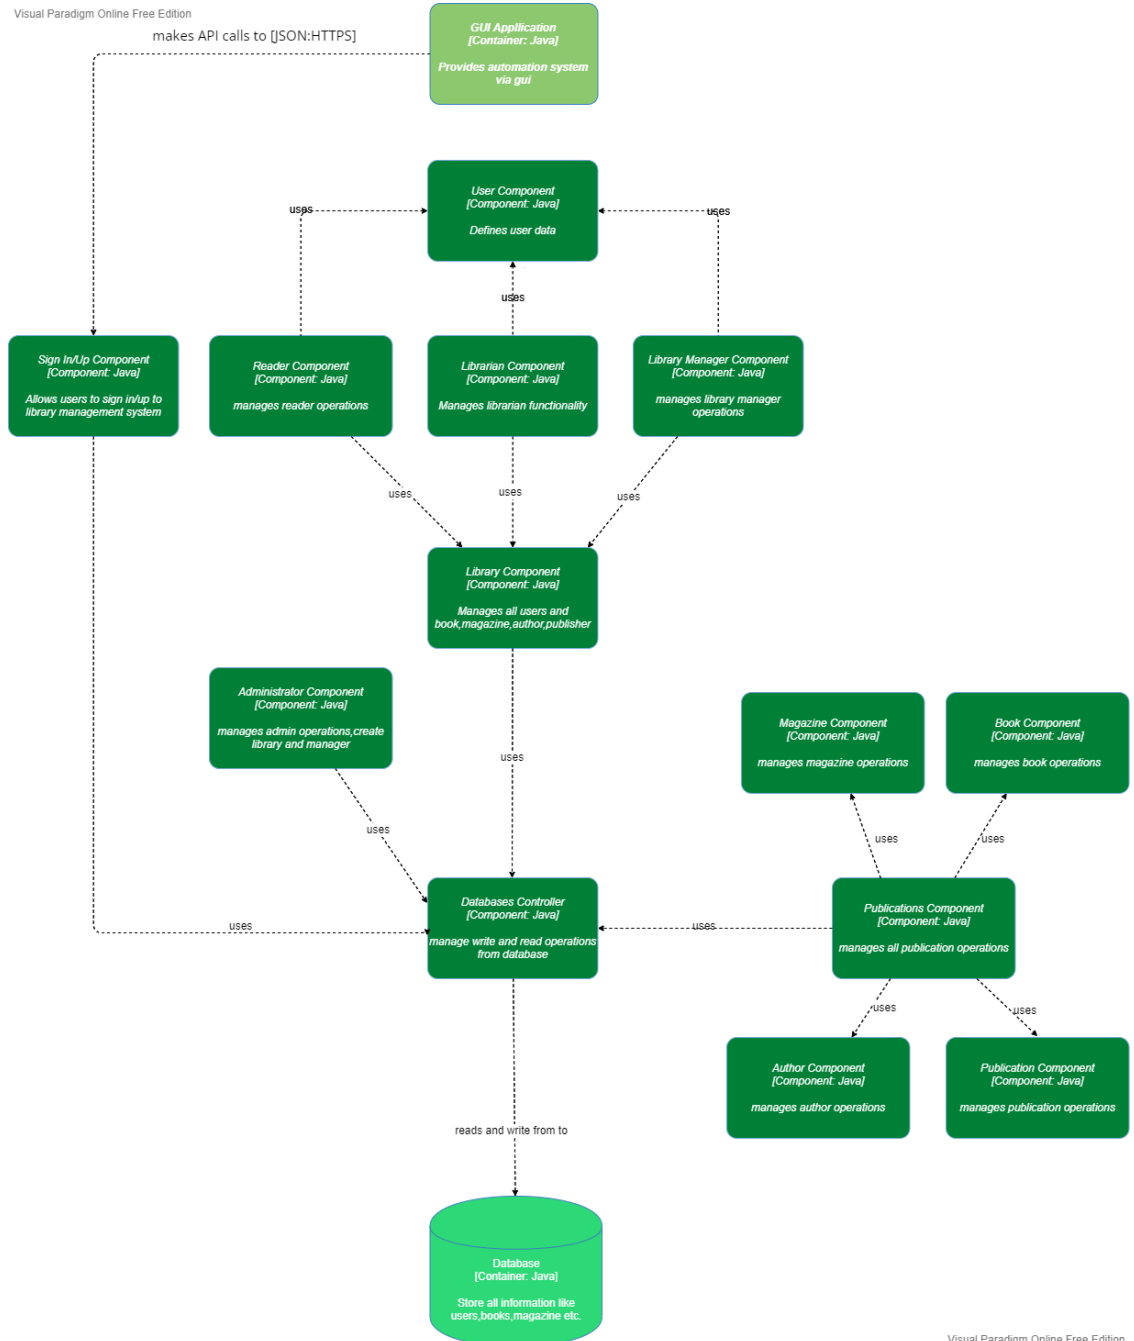 Visual Paradigm Online Free Edition
makes API calls to [JSON:HTTPS]
GUI Appllication
[Container: Java]
Provides automation system
via gui
User Component
[Component: Java]
Defines user data
uses
uses
uses
Sign In/Up Component
[Component: Java]
Allows users to sign in/up to
library management system
Reader Component
[Component: Java]
manages reader operations
Librarian Component
[Component: Java]
Manages librarian functionality
Library Manager Component
[Component: Java]
manages library manager
operations
uses
uses
uses
Library Component
[Component: Java]
Manages all users and
book,magazine,author,publisher
Administrator Component
[Component: Java]
manages admin operations,create
library and manager
Magazine Component
[Component: Java]
manages magazine operations
Book Component
[Component: Java]
manages book operations
uses
uses
uses
uses
Databases Controller
[Component: Java]
manage write and read operations
from database
Publications Component
[Component: Java]
manages all publication operations
uses
uses
uses
uses
Author Component
[Component: Java]
manages author operations
Publication Component
[Component: Java]
manages publication operations
reads and write from to
Database
[Container: Java]
Store all information like
users,books,magazine etc.
Visual Paradigm Online Free Edition